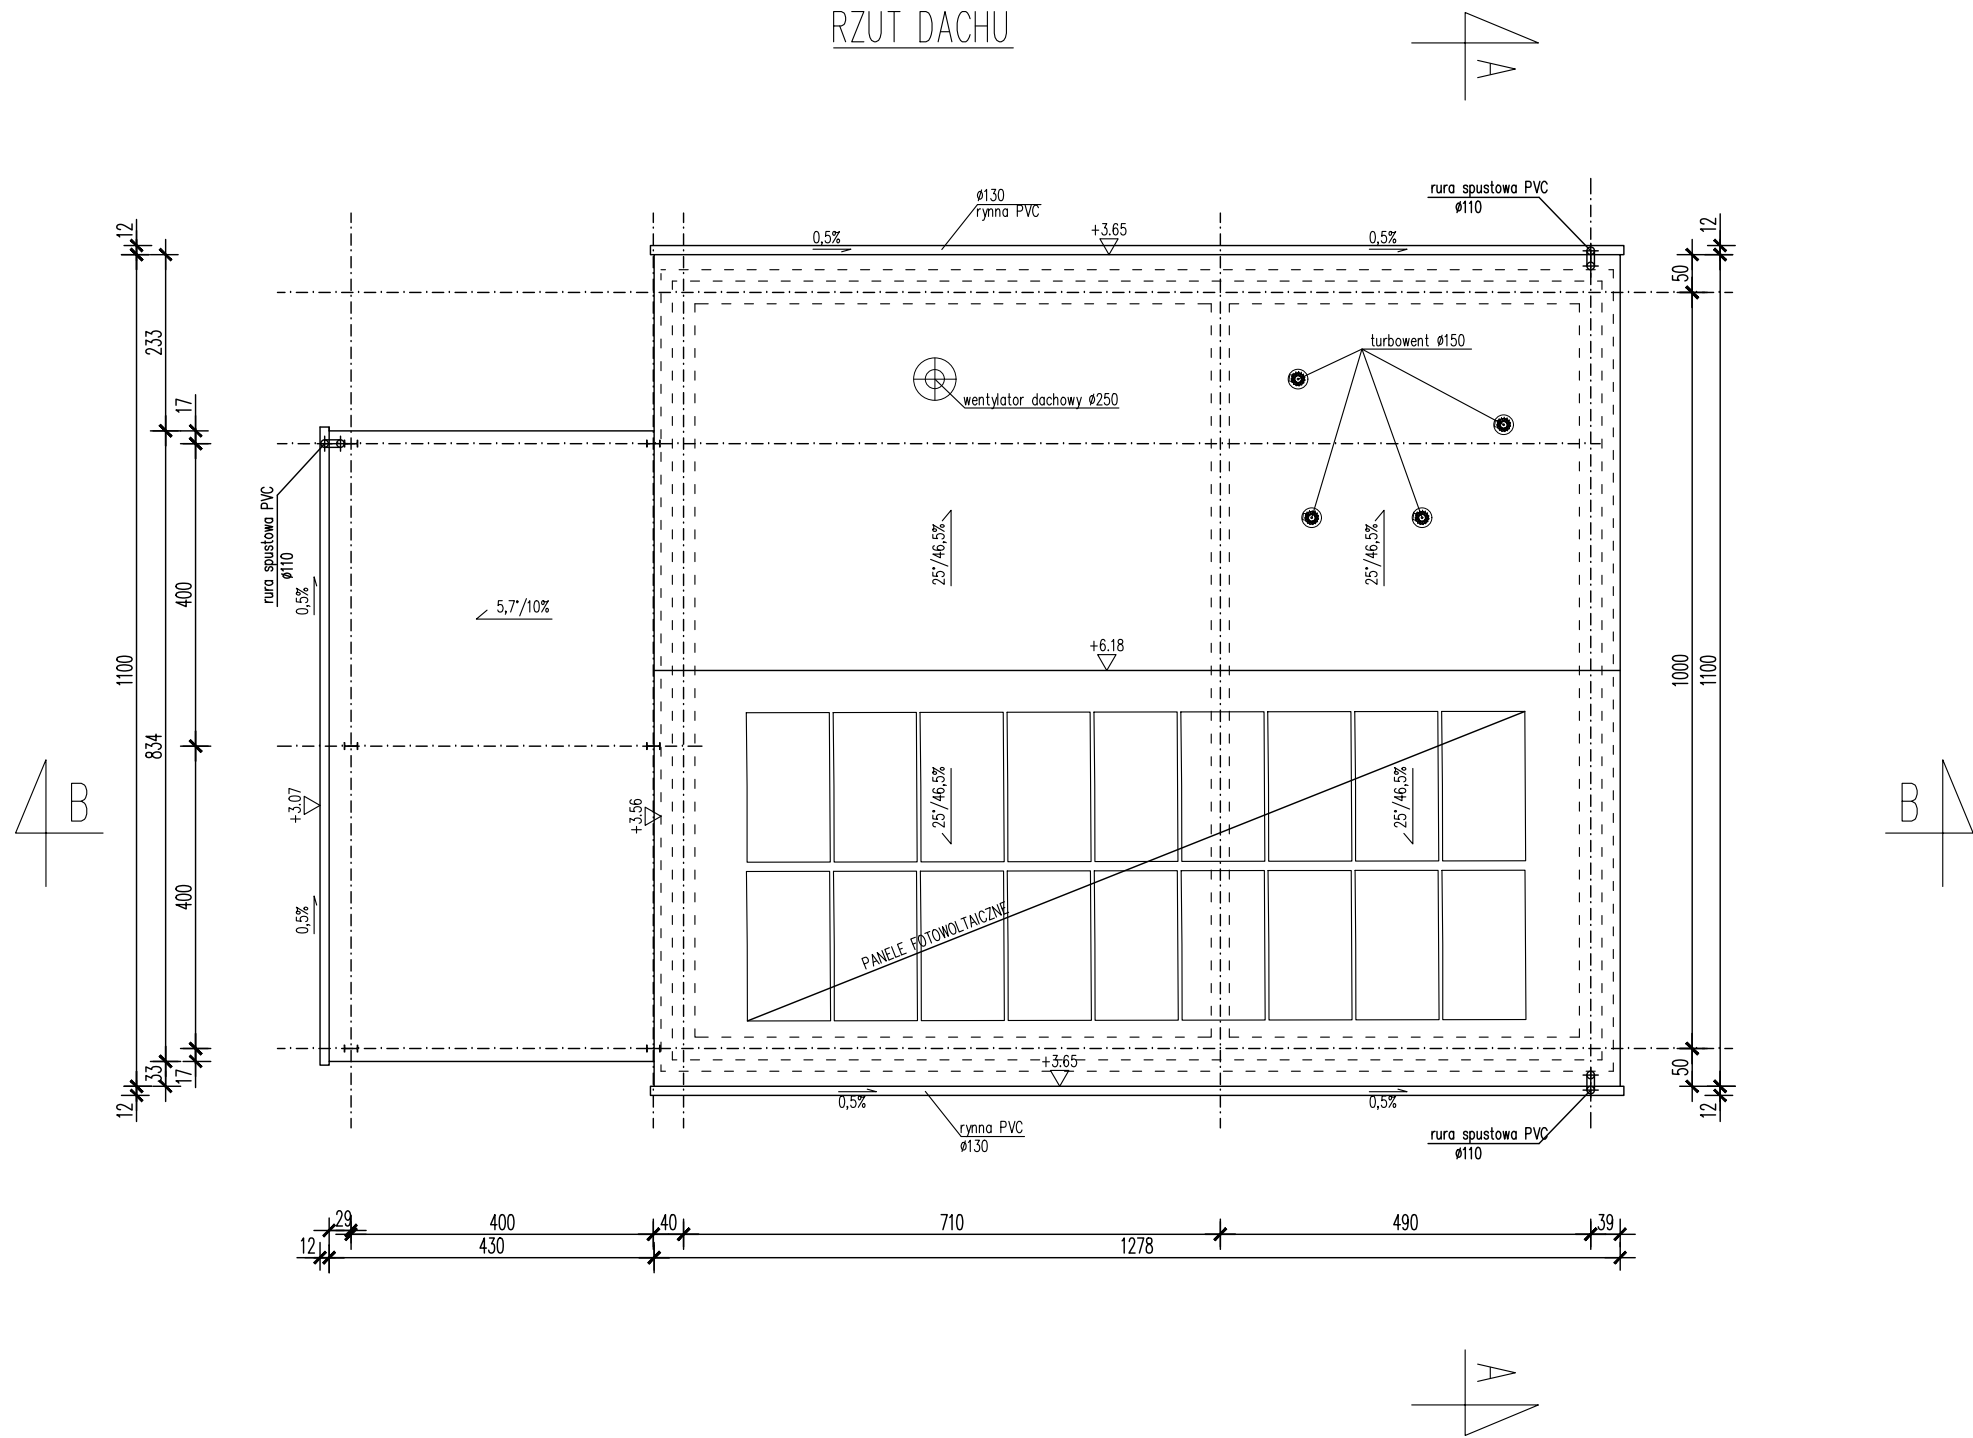 RZUT DACHU
A
ø130
rynna PVC
rura spustowa PVC
ø110
12
0,5%
+3.65
0,5%
12
50
233
turbowent ø150
17
wentylator dachowy ø250
rura spustowa PVC
ø110
25°/46,5%
25°/46,5%
400
0,5%
5,7°/10%
1100
+6.18
1000
1100
834
B
+3.07
+3.56
25°/46,5%
25°/46,5%
B
400
0,5%
PANELE FOTOWOLTAICZNE
33
17
+3.65
50
12
0,5%
0,5%
12
rynna PVC
ø130
rura spustowa PVC
ø110
29
400
40
710
490
39
12
430
1278
A